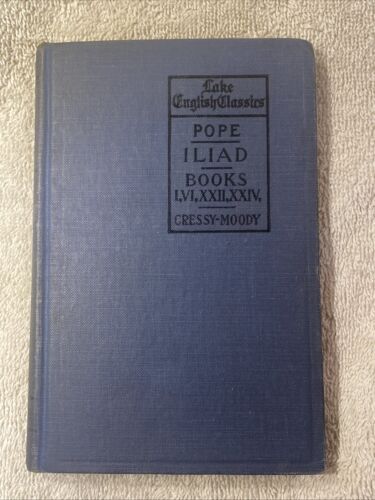 Lake
English Classics
POPE
ILIAD
BOOKS
I,VI,XXII,XXIV,
CRESSY-MOODY